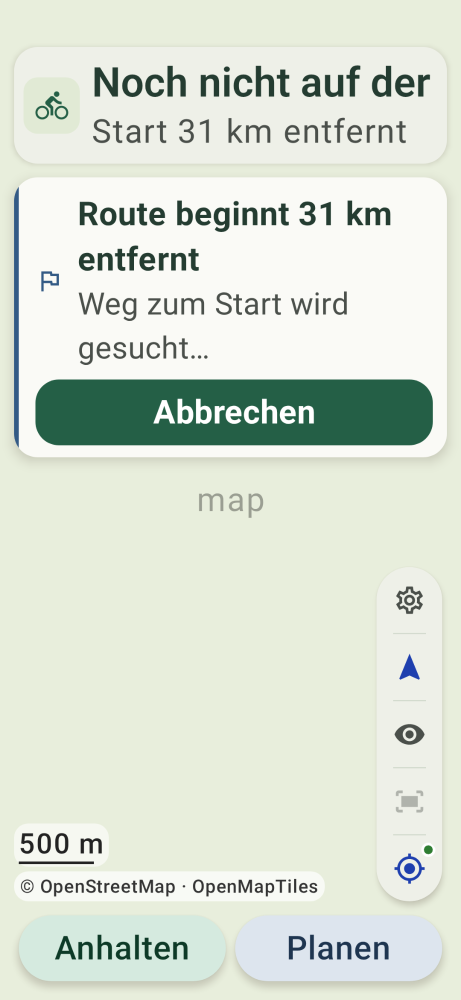 Noch nicht auf der
Start 31 km entfernt
Route beginnt 31 km
entfernt
Weg zum Start wird
gesucht…
Abbrechen
map
500 m
© OpenStreetMap · OpenMapTiles
Anhalten
Planen